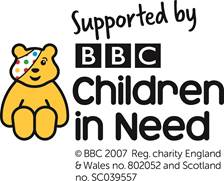 Supported by
BBC
Children
in Need
© BBC 2007 Reg. charity England
& Wales no. 802052 and Scotland
no. SC039557